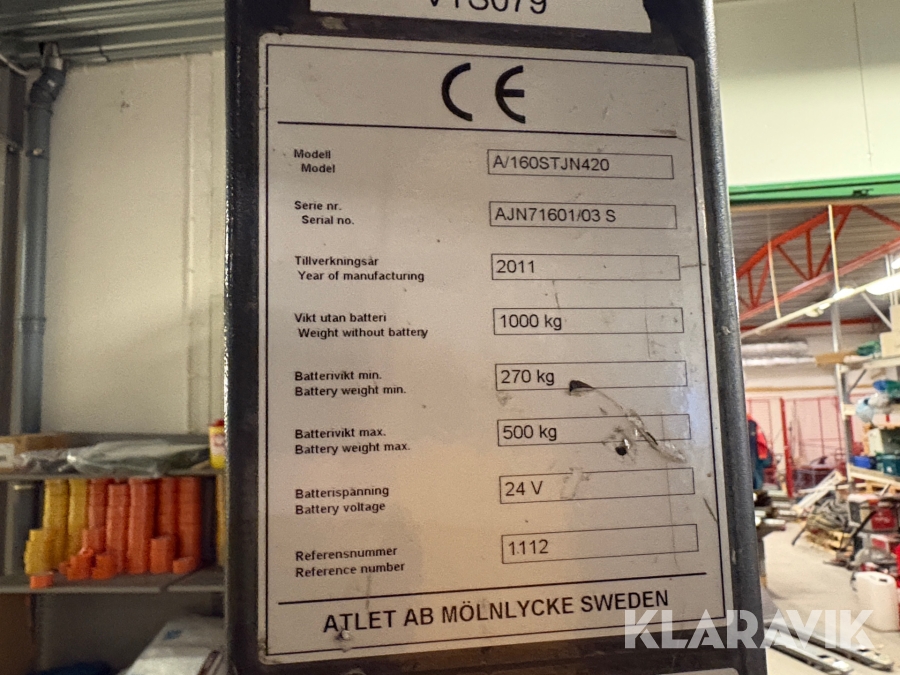 VTS079
CE
Modell
Model
A/160STJN420
Serie nr.
Serial no.
AJN71601/03 S
Tillverkningsår
Year of manufacturing
2011
Vikt utan batteri
Weight without battery
1000 kg
Batterivikt min.
Battery weight min.
270 kg
Batterivikt max.
Battery weight max.
500 kg
Batterispänning
Battery voltage
24 V
Referensnummer
Reference number
1112
ATLET AB MÖLNLYCKE SWEDEN
KLARAVIK